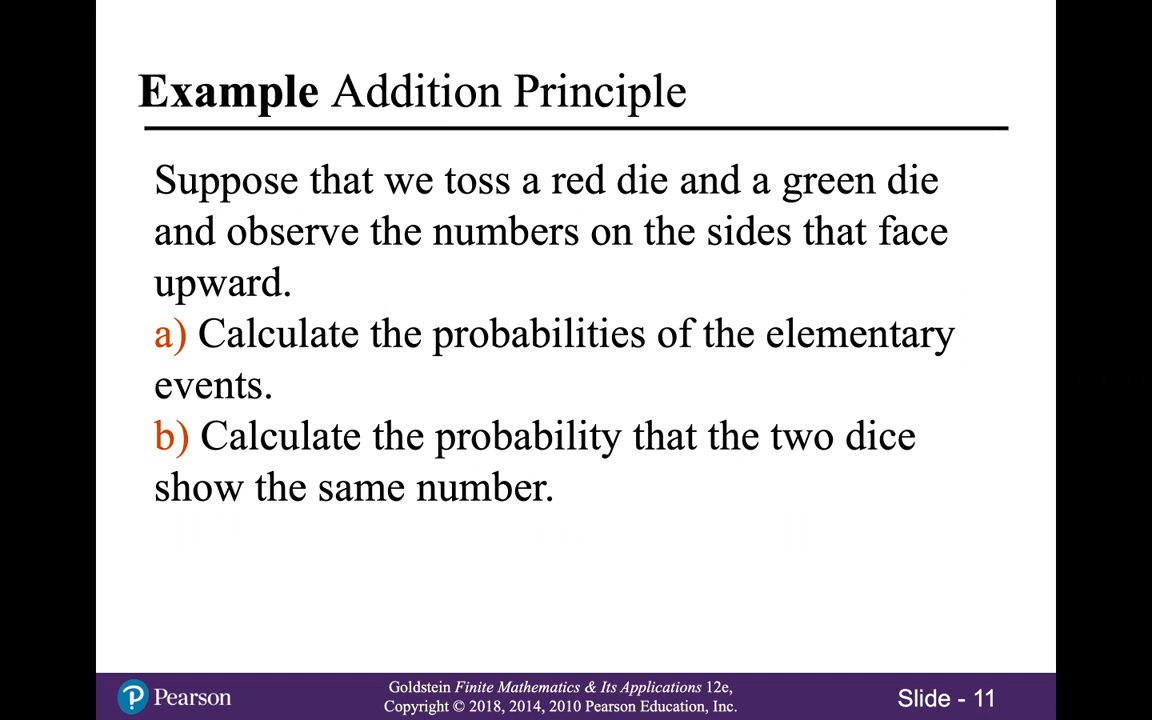 Example Addition Principle
Suppose that we toss a red die and a green die
and observe the numbers on the sides that face
upward.
a) Calculate the probabilities of the elementary
events.
b) Calculate the probability that the two dice
show the same number.
Pearson
Goldstein Finite Mathematics & Its Applications 12e,
Copyright © 2018, 2014, 2010 Pearson Education, Inc.
Slide - 11